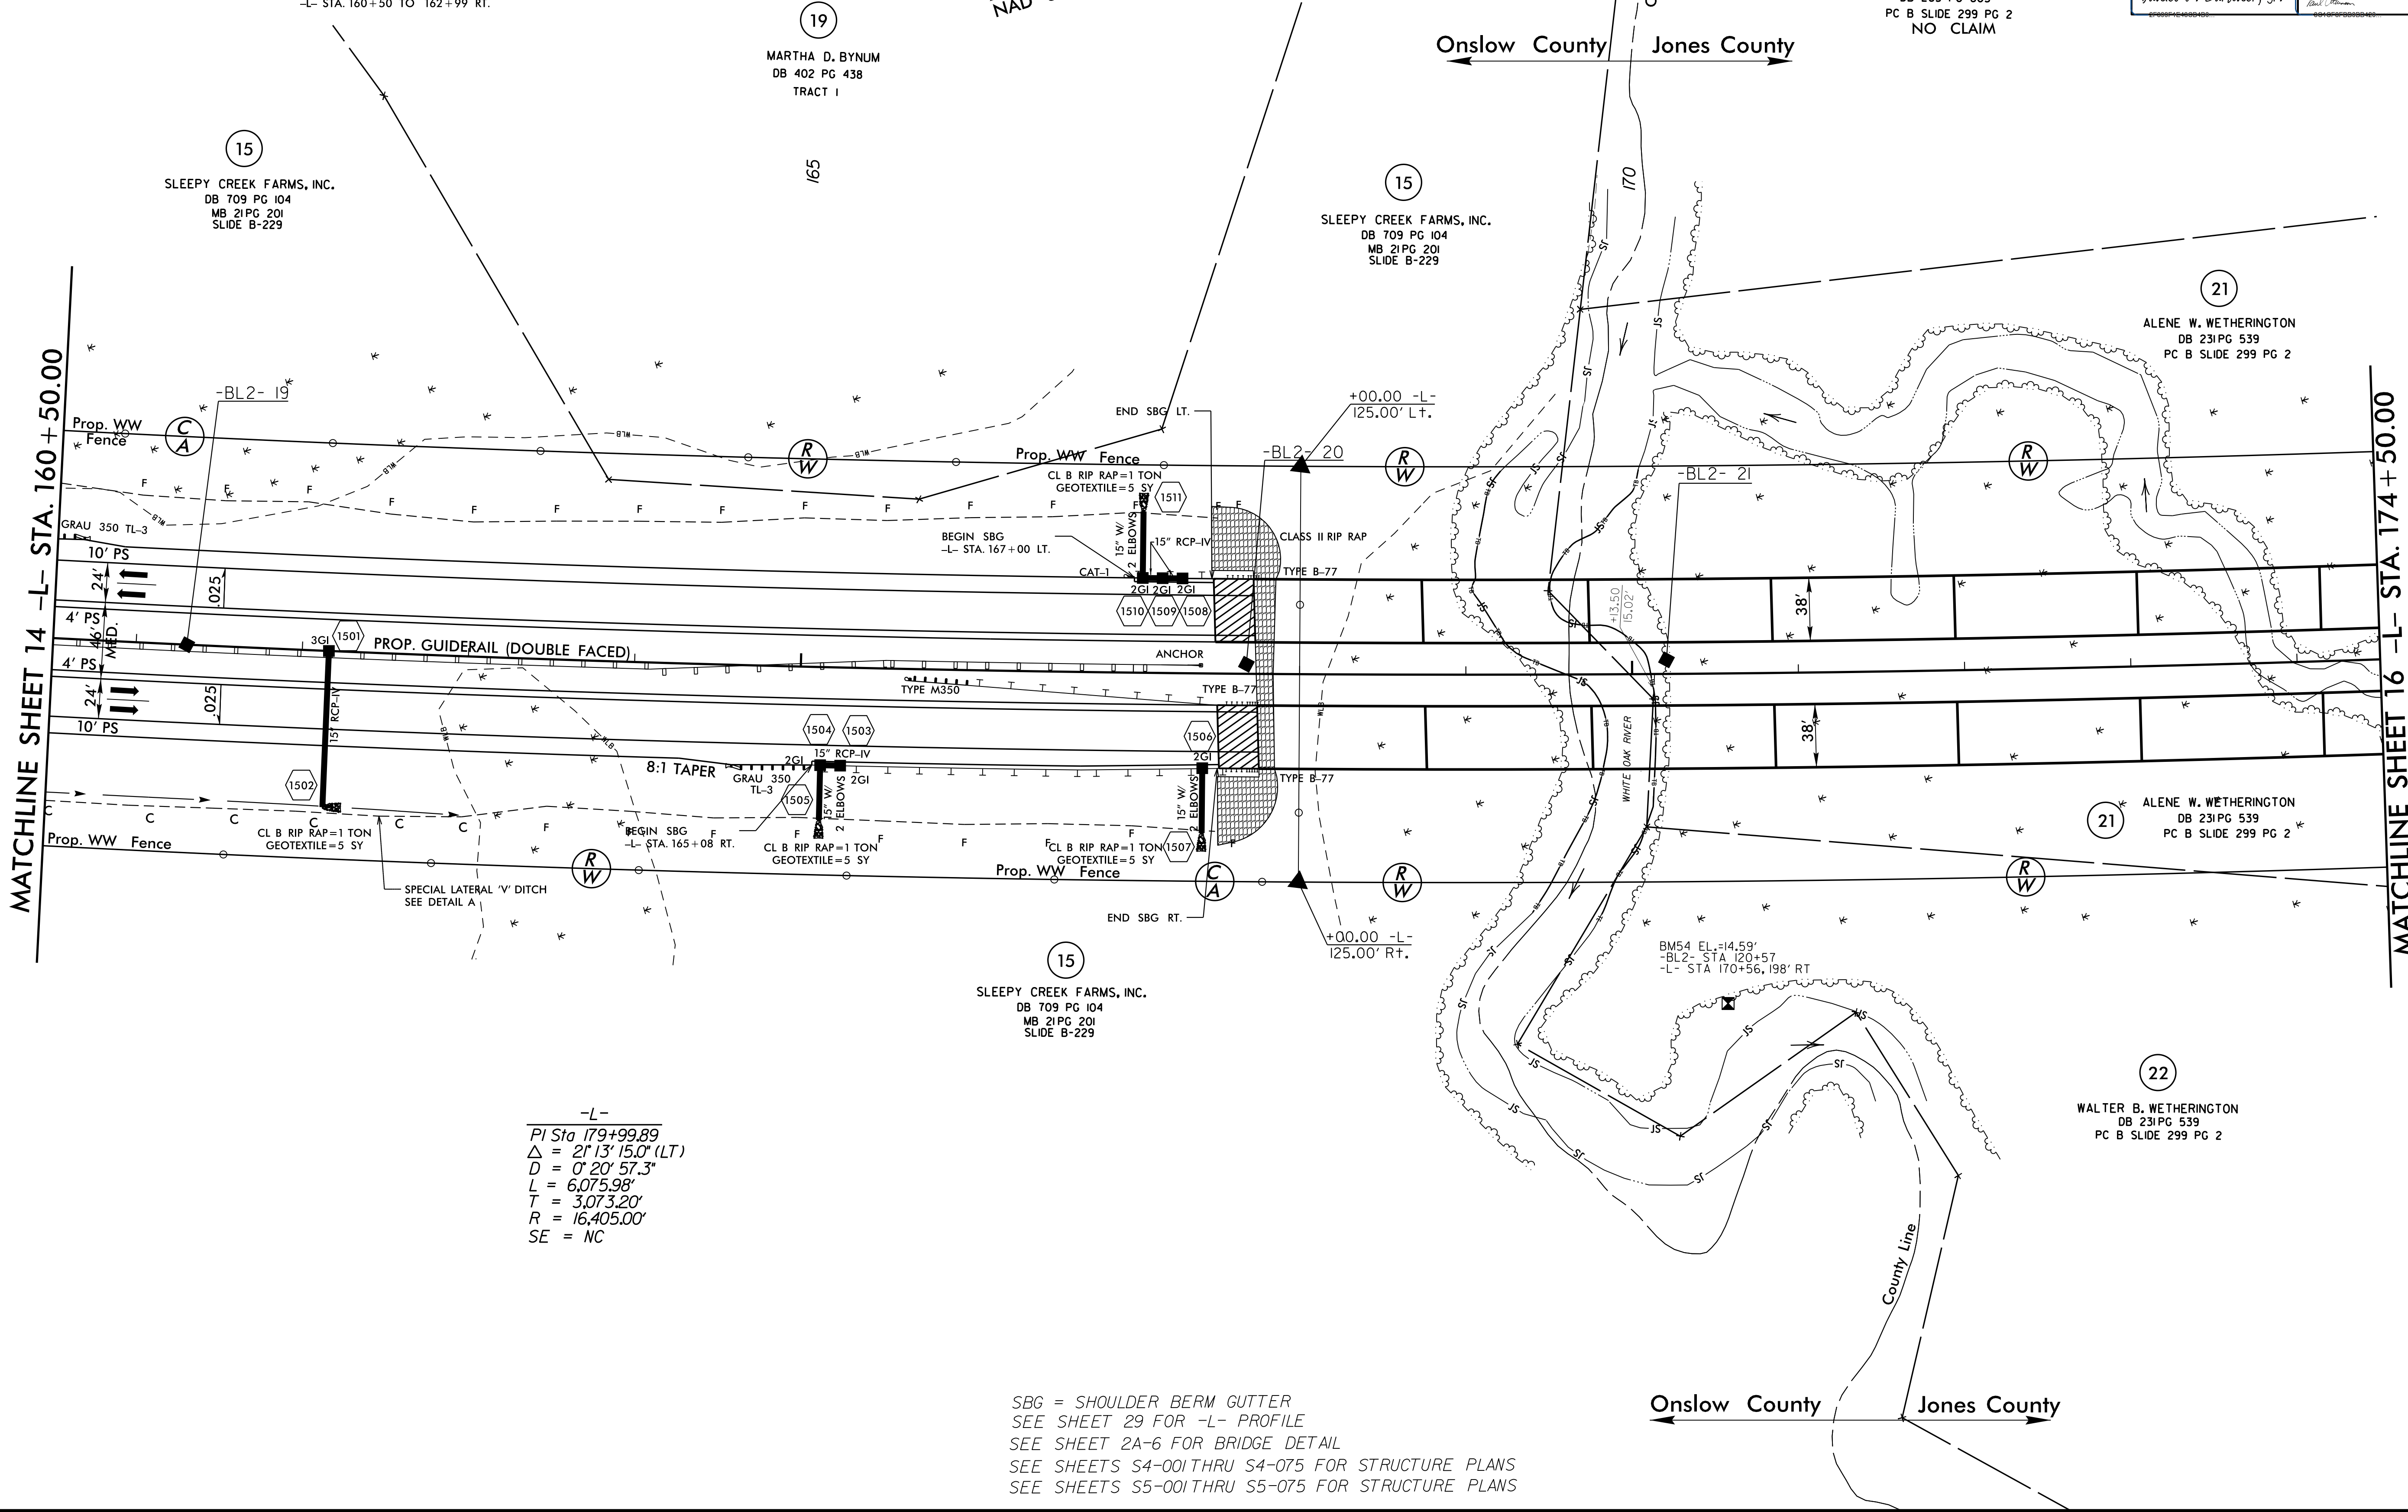 -L- STA. 160+50 TO 162+99 RT.
19
MARTHA D. BYNUM
DB 402 PG 438
TRACT 1
NAD
PC B SLIDE 299 PG 2
NO CLAIM
Onslow County
Jones County
15
SLEEPY CREEK FARMS, INC.
DB 709 PG 104
MB 21 PG 201
SLIDE B-229
165
15
SLEEPY CREEK FARMS, INC.
DB 709 PG 104
MB 21 PG 201
SLIDE B-229
170
21
ALENE W. WETHERINGTON
DB 231 PG 539
PC B SLIDE 299 PG 2
MATCHLINE SHEET 14 -L- STA. 160+50.00
MATCHLINE SHEET 16 -L- STA. 174+50.00
-BL2- 19
Prop. WW
Fence
C
A
R
W
END SBG LT.
+00.00 -L-
125.00' Lt.
Prop. WW Fence
-BL2- 20
R
W
-BL2- 21
R
W
CL B RIP RAP=1 TON
GEOTEXTILE=5 SY
1511
GRAU 350 TL-3
10' PS
24'
.025
4' PS
46'
MED.
4' PS
24'
.025
10' PS
BEGIN SBG
-L- STA. 167+00 LT.
15" W/
2 ELBOWS
15" RCP-IV
CLASS II RIP RAP
CAT-1
TYPE B-77
2GI 2GI 2GI
1510 1509 1508
+13.50
15.02'
38'
3GI
1501
PROP. GUIDERAIL (DOUBLE FACED)
ANCHOR
TYPE M350
TYPE B-77
15" RCP-IV
1504
1503
1506
2GI
15" RCP-IV
2GI
2GI
WHITE OAK RIVER
38'
8:1 TAPER
GRAU 350
TL-3
TYPE B-77
1502
1505
15" W/
2 ELBOWS
15" W/
2 ELBOWS
CL B RIP RAP=1 TON
GEOTEXTILE=5 SY
BEGIN SBG
-L- STA. 165+08 RT.
CL B RIP RAP=1 TON
GEOTEXTILE=5 SY
CL B RIP RAP=1 TON
GEOTEXTILE=5 SY
1507
21
ALENE W. WETHERINGTON
DB 231 PG 539
PC B SLIDE 299 PG 2
Prop. WW Fence
R
W
Prop. WW Fence
C
A
R
W
R
W
SPECIAL LATERAL 'V' DITCH
SEE DETAIL A
END SBG RT.
+00.00 -L-
125.00' Rt.
BM54 EL.=14.59'
-BL2- STA 120+57
-L- STA 170+56, 198' RT
15
SLEEPY CREEK FARMS, INC.
DB 709 PG 104
MB 21 PG 201
SLIDE B-229
22
WALTER B. WETHERINGTON
DB 231 PG 539
PC B SLIDE 299 PG 2
-L-
PI Sta 179+99.89
Δ = 21° 13' 15.0" (LT)
D = 0° 20' 57.3"
L = 6,075.98'
T = 3,073.20'
R = 16,405.00'
SE = NC
County Line
Onslow County
Jones County
SBG = SHOULDER BERM GUTTER
SEE SHEET 29 FOR -L- PROFILE
SEE SHEET 2A-6 FOR BRIDGE DETAIL
SEE SHEETS S4-001 THRU S4-075 FOR STRUCTURE PLANS
SEE SHEETS S5-001 THRU S5-075 FOR STRUCTURE PLANS